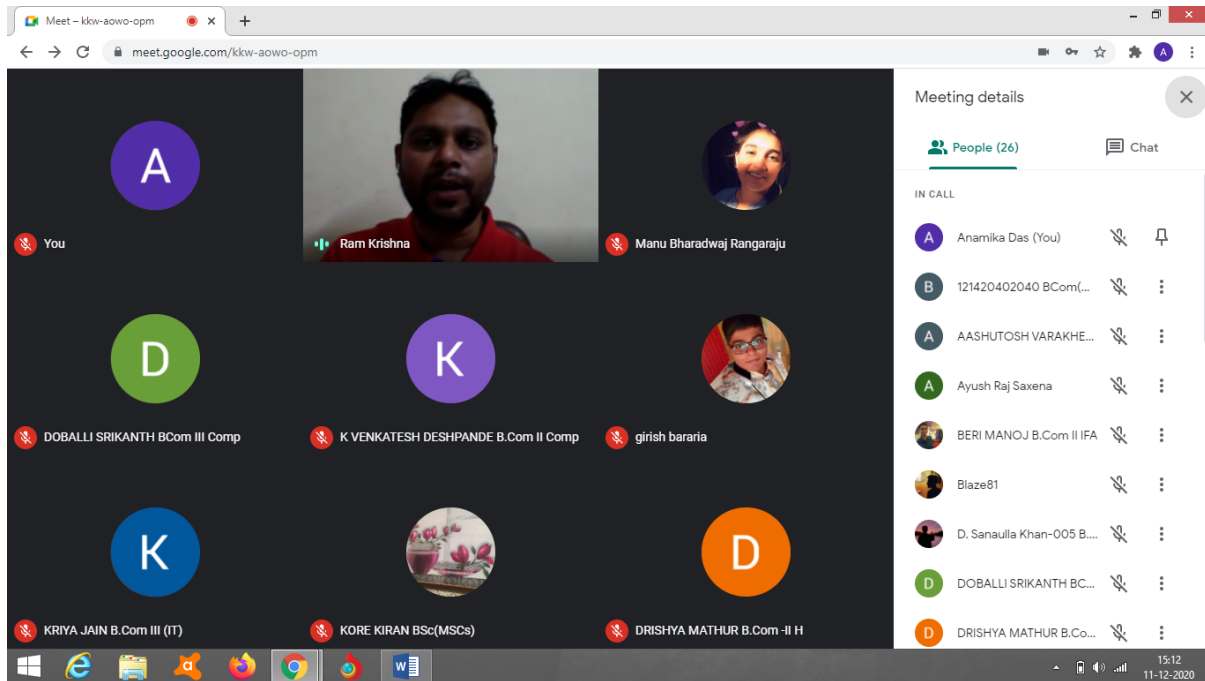 Meet – kkw-aowo-opm
meet.google.com/kkw-aowo-opm
A
A
You
Ram Krishna
Manu Bharadwaj Rangaraju
D
DOBALLI SRIKANTH BCom III Comp
K
K VENKATESH DESHPANDE B.Com II Comp
girish bararia
K
KRIYA JAIN B.Com III (IT)
KORE KIRAN BSc(MSCs)
D
DRISHYA MATHUR B.Com -II H
Meeting details
People (26)
Chat
IN CALL
A Anamika Das (You)
B 121420402040 BCom(...
A AASHUTOSH VARAKHE...
A Ayush Raj Saxena
BERI MANOJ B.Com II IFA
Blaze81
D. Sanaulla Khan-005 B....
D DOBALLI SRIKANTH BC...
D DRISHYA MATHUR B.Co...
15:12
11-12-2020